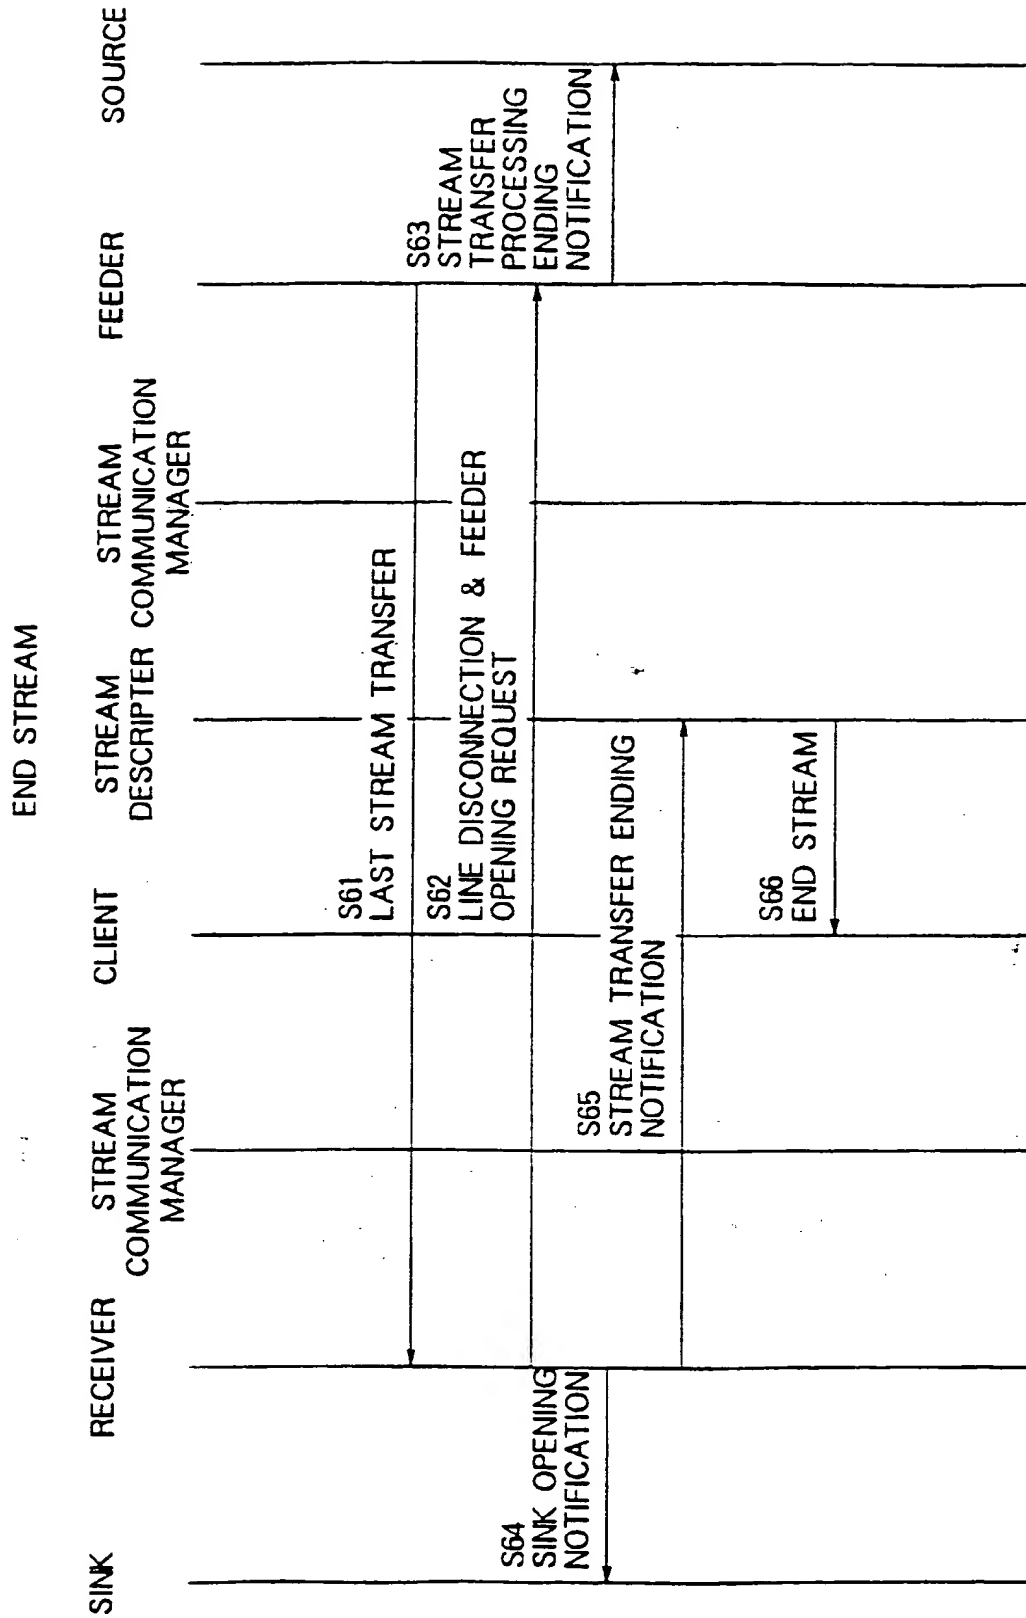 END STREAM
SINK
RECEIVER
STREAM
COMMUNICATION
MANAGER
CLIENT
STREAM
DESCRIPTER
STREAM
COMMUNICATION
MANAGER
FEEDER
SOURCE
S61
LAST STREAM TRANSFER
S62
LINE DISCONNECTION & FEEDER
OPENING REQUEST
S63
STREAM
TRANSFER
PROCESSING
ENDING
NOTIFICATION
S64
SINK OPENING
NOTIFICATION
S65
STREAM TRANSFER ENDING
NOTIFICATION
S66
END STREAM